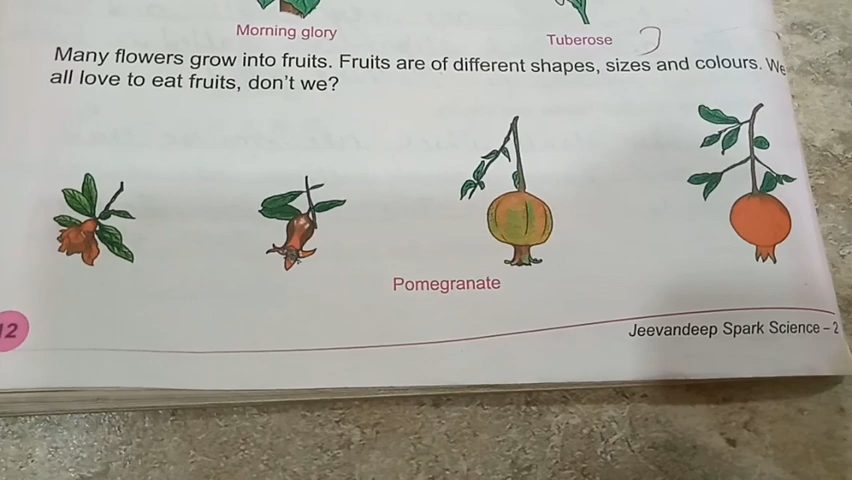 Morning glory
Tuberose
Many flowers grow into fruits. Fruits are of different shapes, sizes and colours. We
all love to eat fruits, don't we?
Pomegranate
12
Jeevandeep Spark Science – 2